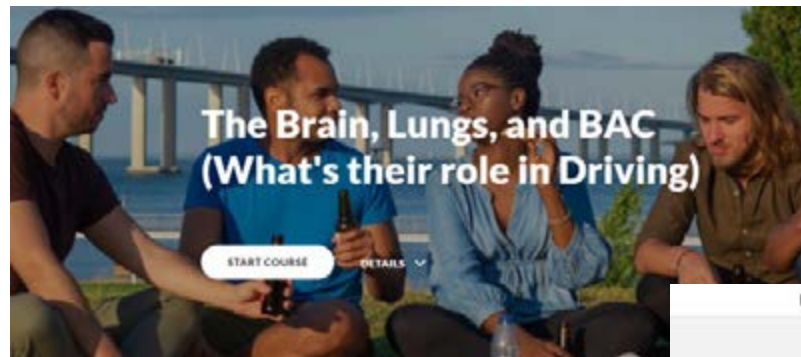 The Brain, Lungs, and BAC
(What's their role in Driving)
START COURSE
DETAILS